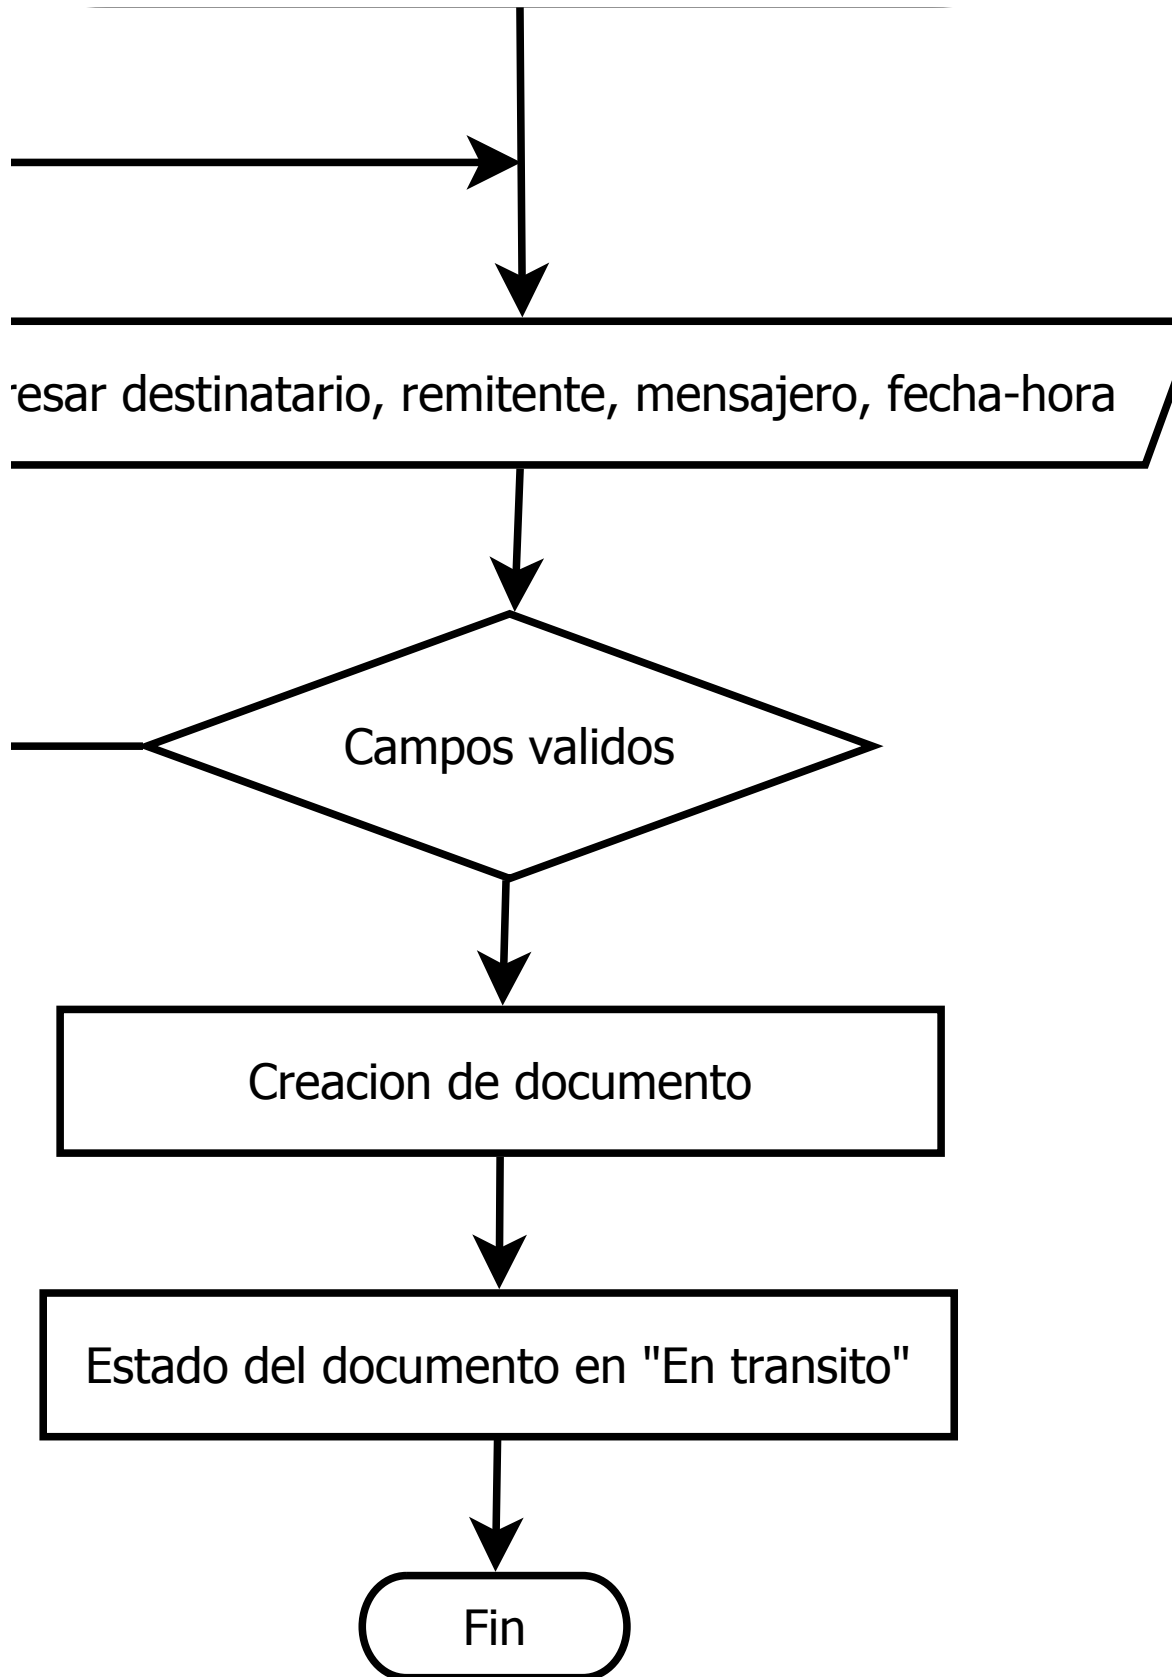 resar destinatario, remitente, mensajero, fecha-hora
Campos validos
Creacion de documento
Estado del documento en "En transito"
Fin